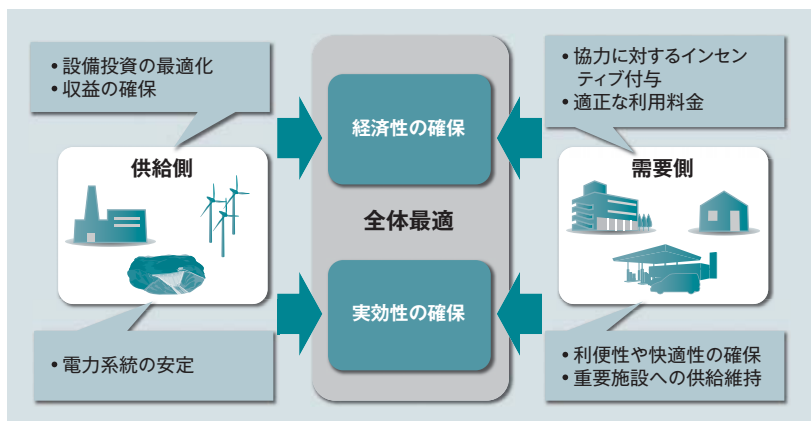 • 設備投資の最適化
• 収益の確保
供給側
• 電力系統の安定
経済性の確保
全体最適
実効性の確保
• 協力に対するインセン
ティブ付与
• 適正な利用料金
需要側
• 利便性や快適性の確保
• 重要施設への供給維持